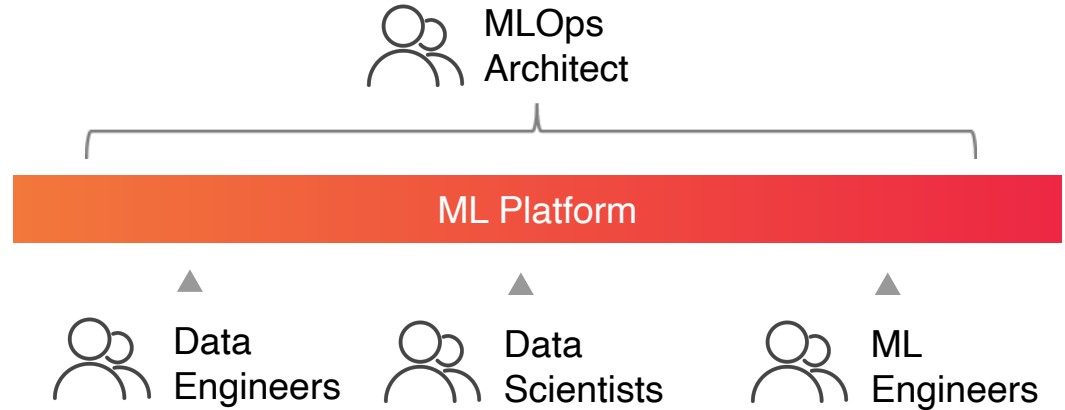 MLOps
Architect
ML Platform
Data
Engineers
Data
Scientists
ML
Engineers